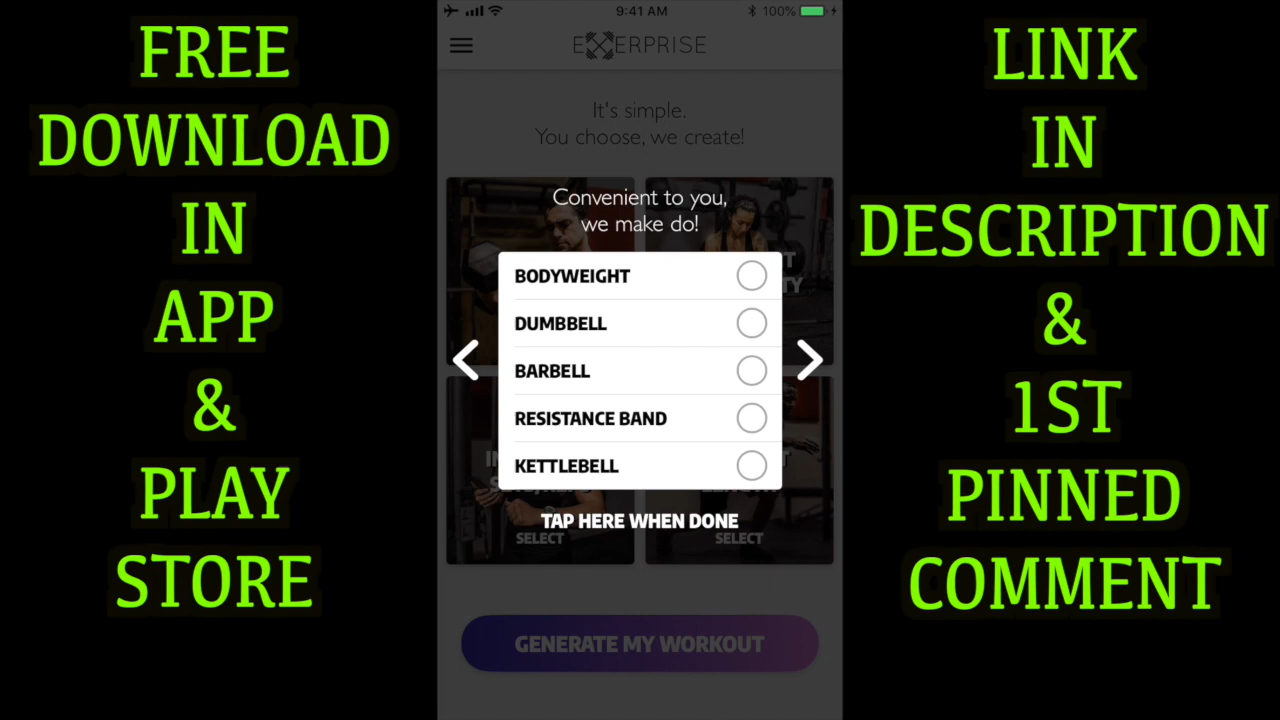 FREE
DOWNLOAD
IN
APP
&
PLAY
STORE
9:41 AM
100%
EXERPRISE
It's simple.
You choose, we create!
Convenient to you,
we make do!
BODYWEIGHT
DUMBBELL
BARBELL
RESISTANCE BAND
KETTLEBELL
TAP HERE WHEN DONE
SELECT
SELECT
GENERATE MY WORKOUT
LINK
IN
DESCRIPTION
&
1ST
PINNED
COMMENT